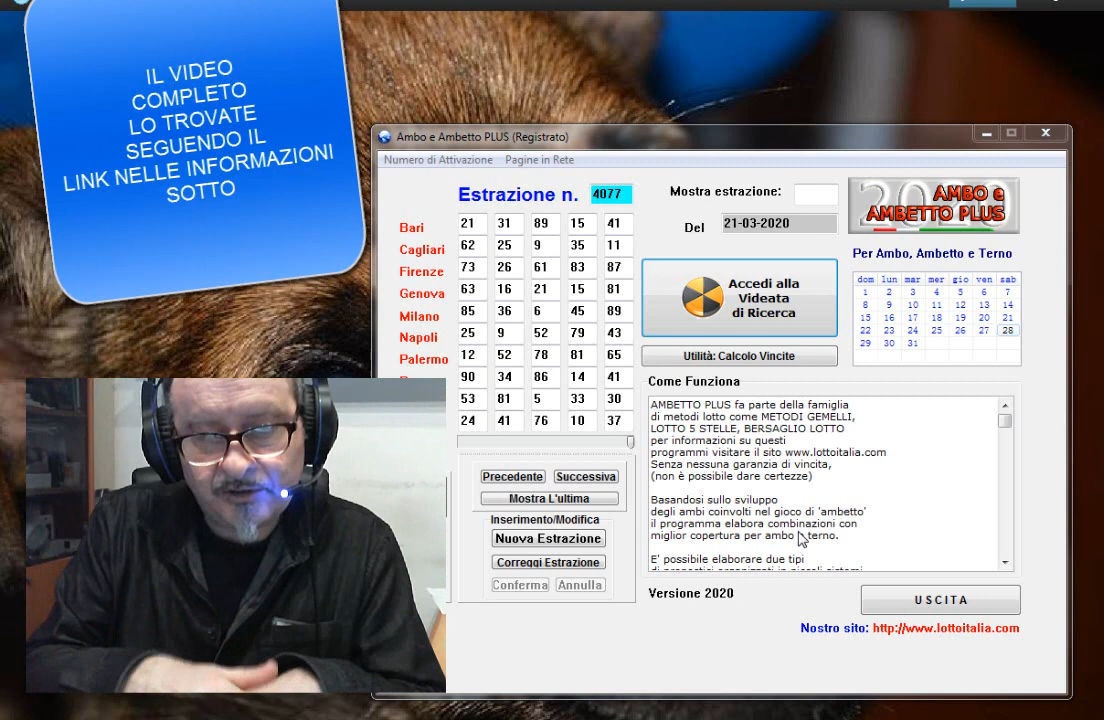 IL VIDEO
COMPLETO
LO TROVATE
SEGUENDO IL
LINK NELLE INFORMAZIONI
SOTTO
Ambo e Ambetto PLUS (Registrato)
Numero di Attivazione Pagine in Rete
Estrazione n. 4077
Mostra estrazione:
Del 21-03-2020
2020
AMBO e
AMBETTO PLUS
Per Ambo, Ambetto e Terno
Bari 21 31 89 15 41
Cagliari 62 25 9 35 11
Firenze 73 26 61 83 87
Genova 63 16 21 15 81
Milano 85 36 6 45 89
Napoli 25 9 52 79 43
Palermo 12 52 78 81 65
90 34 86 14 41
53 81 5 33 30
24 41 76 10 37
Accedi alla
Videata
di Ricerca
Utilità: Calcolo Vincite
dom lun mar mer gio ven sab
1 2 3 4 5 6 7
8 9 10 11 12 13 14
15 16 17 18 19 20 21
22 23 24 25 26 27 28
29 30 31
Come Funziona
AMBETTO PLUS fa parte della famiglia
di metodi lotto come METODI GEMELLI,
LOTTO 5 STELLE, BERSAGLIO LOTTO
per informazioni su questi
programmi visitare il sito www.lottoitalia.com
Senza nessuna garanzia di vincita,
(non è possibile dare certezze)
Basandosi sullo sviluppo
degli ambi coinvolti nel gioco di 'ambetto'
il programma elabora combinazioni con
miglior copertura per ambo terno.
E' possibile elaborare due tipi
Precedente Successiva
Mostra L'ultima
Inserimento/Modifica
Nuova Estrazione
Correggi Estrazione
Conferma Annulla
Versione 2020
USCITA
Nostro sito: http://www.lottoitalia.com